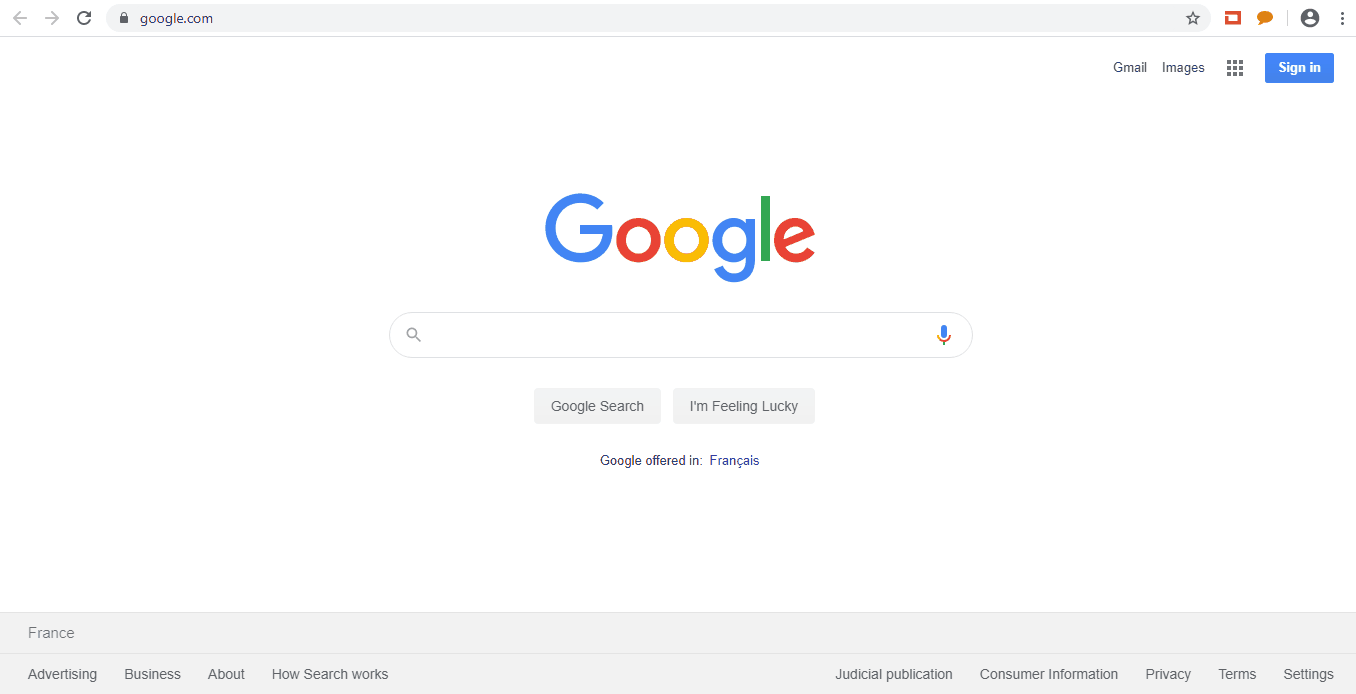 google.com
Gmail Images Sign in
Google
Google Search I'm Feeling Lucky
Google offered in: Français
France
Advertising Business About How Search works Judicial publication Consumer Information Privacy Terms Settings